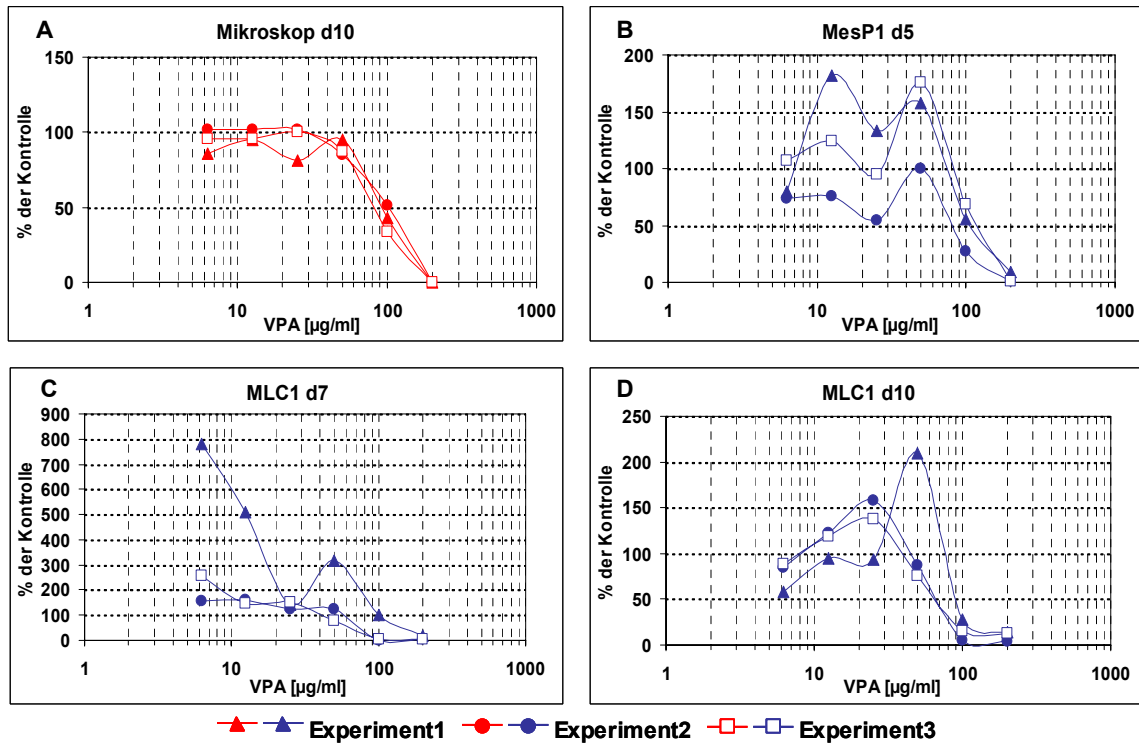 A
Mikroskop d10
150
100
50
0
% der Kontrolle
1 10 100 1000
VPA [µg/ml]
B
MesP1 d5
200
150
100
50
0
% der Kontrolle
1 10 100 1000
VPA [µg/ml]
C
MLC1 d7
900
800
700
600
500
400
300
200
100
0
% der Kontrolle
1 10 100 1000
VPA [µg/ml]
D
MLC1 d10
250
200
150
100
50
0
% der Kontrolle
1 10 100 1000
VPA [µg/ml]
Experiment1 Experiment2 Experiment3